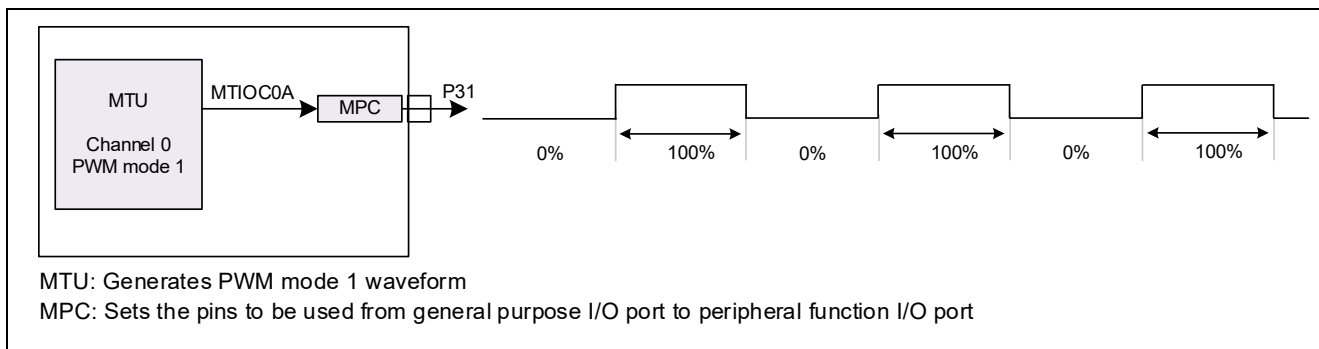 MTU
Channel 0
PWM mode 1
MTIOC0A
MPC
P31
0%
100%
0%
100%
0%
100%
MTU: Generates PWM mode 1 waveform
MPC: Sets the pins to be used from general purpose I/O port to peripheral function I/O port